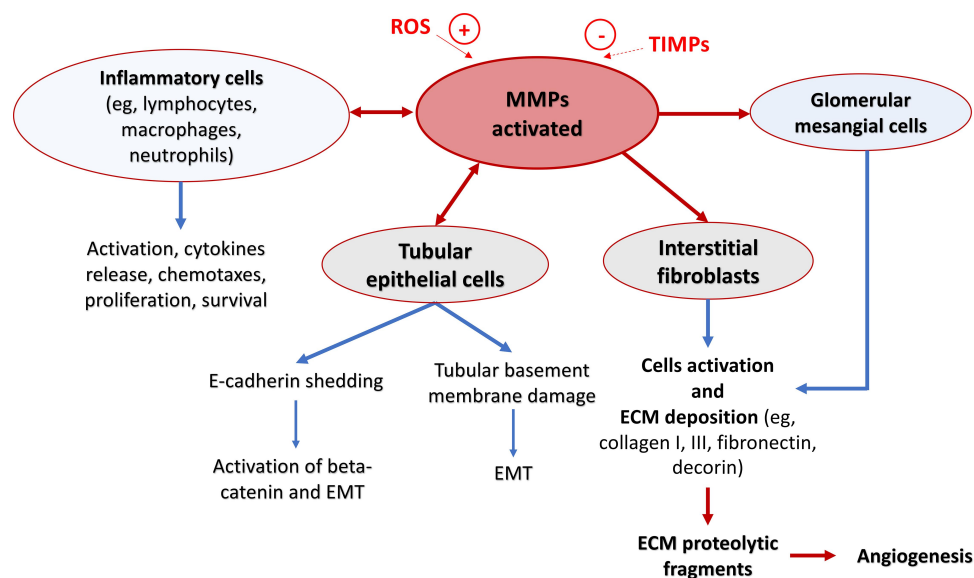 ROS
+
-
TIMPs
Inflammatory cells
(eg, lymphocytes,
macrophages,
neutrophils)
MMPs
activated
Glomerular
mesangial cells
Activation, cytokines
release, chemotaxes,
proliferation, survival
Tubular
epithelial cells
Interstitial
fibroblasts
E-cadherin shedding
Tubular basement
membrane damage
Cells activation
and
ECM deposition (eg,
collagen I, III, fibronectin,
decorin)
Activation of beta-
catenin and EMT
EMT
ECM proteolytic
fragments
Angiogenesis